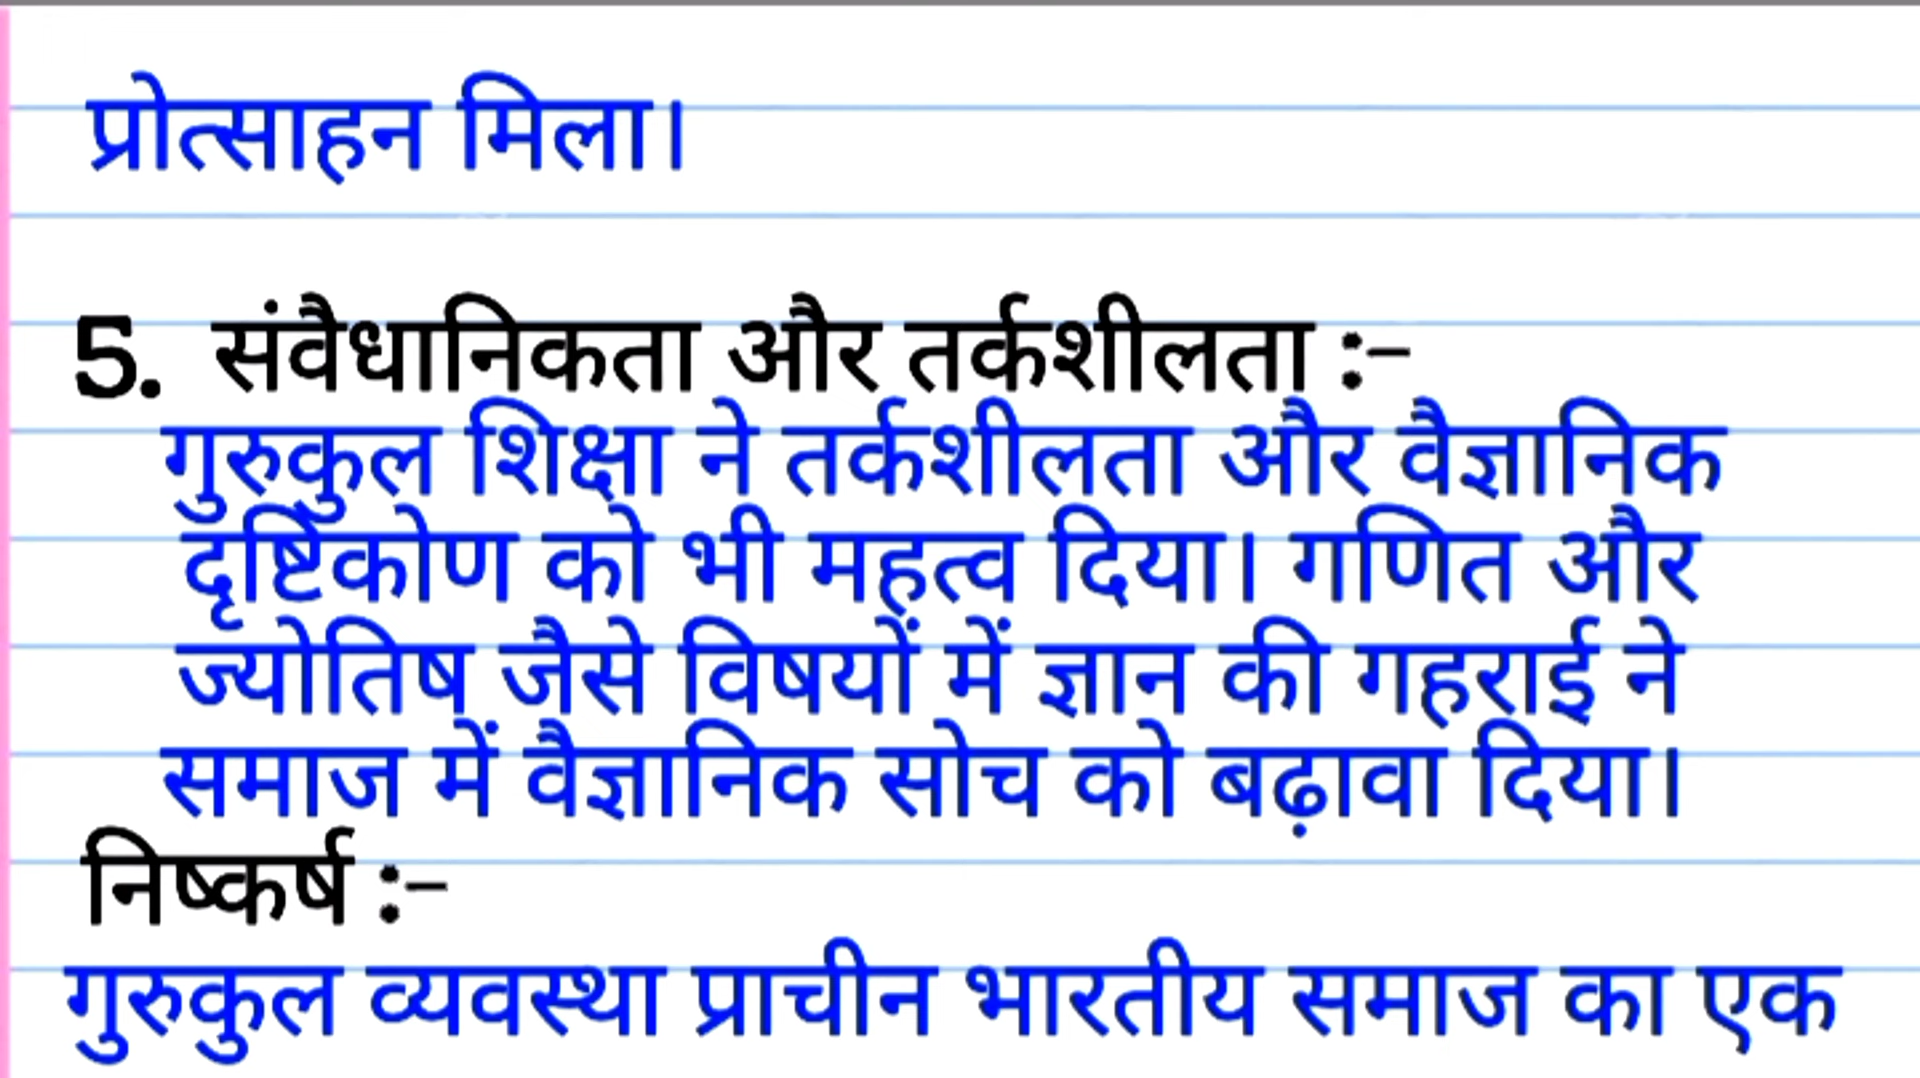 प्रोत्साहन मिला।
5. संवैधानिकता और तर्कशीलता :-
गुरुकुल शिक्षा ने तर्कशीलता और वैज्ञानिक
दृष्टिकोण को भी महत्व दिया। गणित और
ज्योतिष जैसे विषयों में ज्ञान की गहराई ने
समाज में वैज्ञानिक सोच को बढ़ावा दिया।
निष्कर्ष :-
गुरुकुल व्यवस्था प्राचीन भारतीय समाज का एक